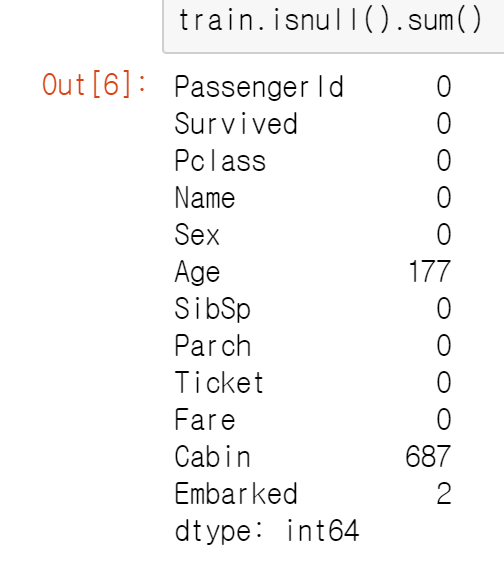 train.isnull().sum()
Out[6]: PassengerId 0
Survived 0
Pclass 0
Name 0
Sex 0
Age 177
SibSp 0
Parch 0
Ticket 0
Fare 0
Cabin 687
Embarked 2
dtype: int64